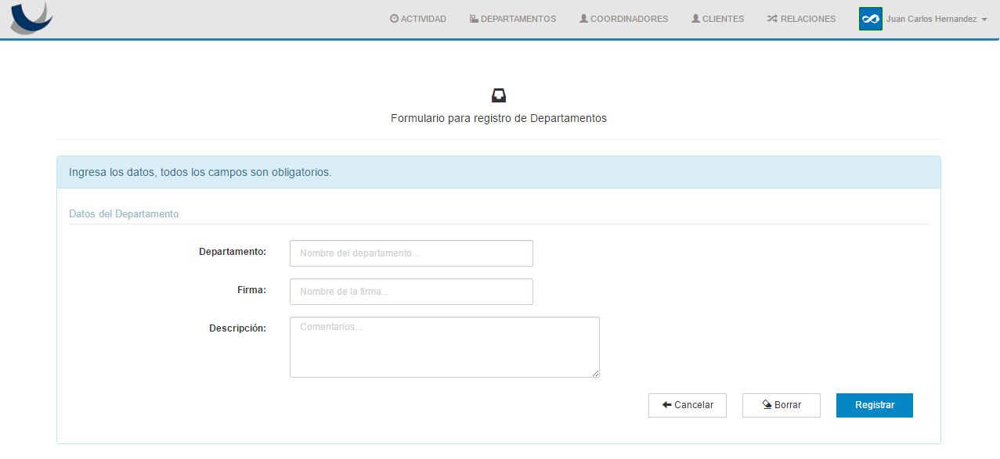 ACTIVIDAD DEPARTAMENTOS COORDINADORES CLIENTES RELACIONES Juan Carlos Hernandez
Formulario para registro de Departamentos
Ingresa los datos, todos los campos son obligatorios.
Datos del Departamento
Departamento: Nombre del departamento...
Firma: Nombre de la firma...
Descripción: Comentarios...
Cancelar Borrar Registrar